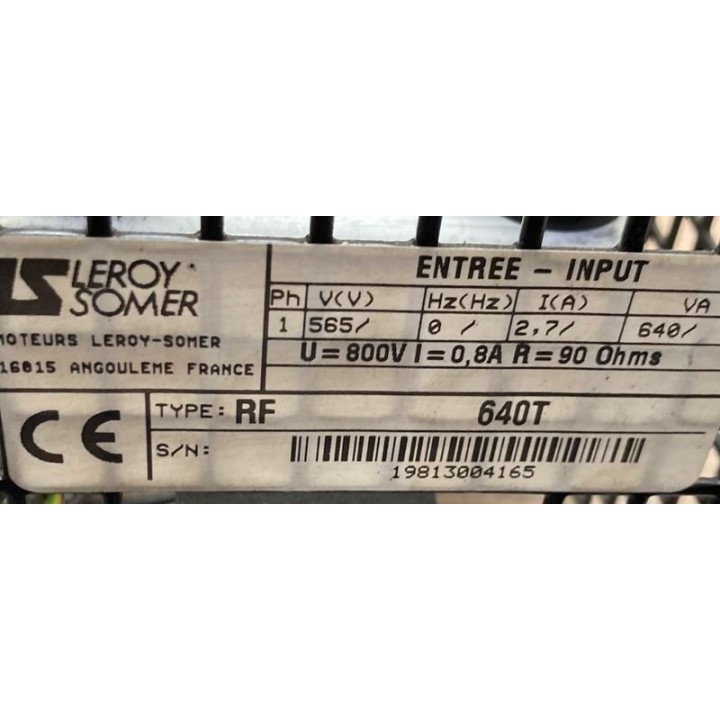 LEROY
SOMER
MOTEURS LEROY-SOMER
16015 ANGOULEME FRANCE
ENTREE - INPUT
Ph V(V) Hz(Hz) I(A) VA
1 565/ 0 / 2,7/ 640/
U=800V I=0,8A R=90 Ohms
CE
TYPE: RF 640T
S/N:
19813004165